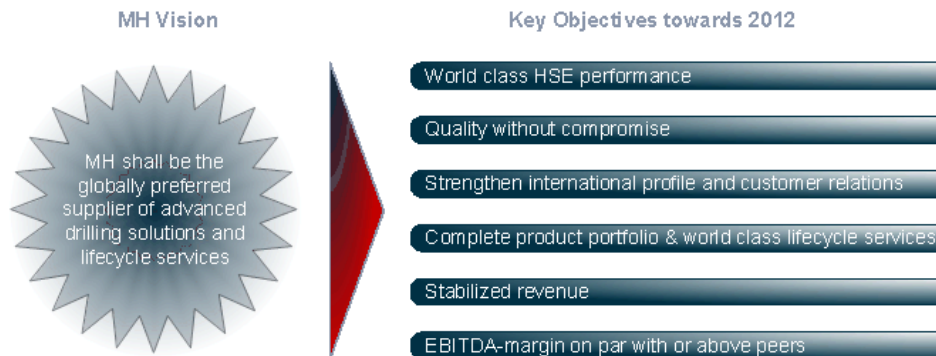 MH Vision
Key Objectives towards 2012
MH shall be the
globally preferred
supplier of advanced
drilling solutions and
lifecycle services
World class HSE performance
Quality without compromise
Strengthen international profile and customer relations
Complete product portfolio & world class lifecycle services
Stabilized revenue
EBITDA-margin on par with or above peers